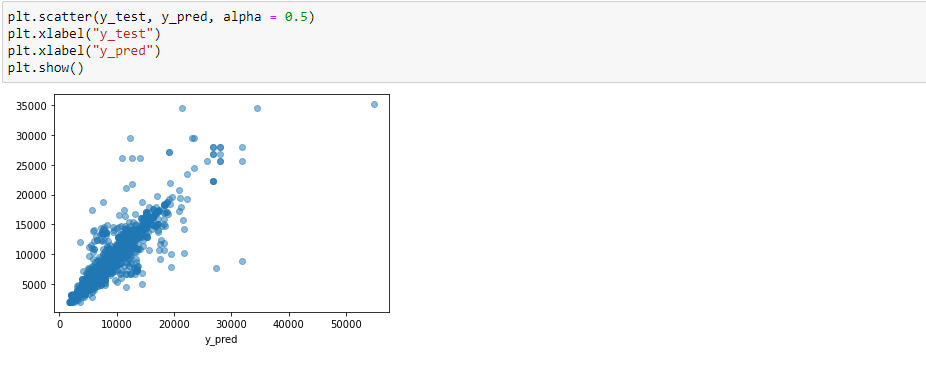 plt.scatter(y_test, y_pred, alpha = 0.5)
plt.xlabel("y_test")
plt.xlabel("y_pred")
plt.show()
35000
30000
25000
20000
15000
10000
5000
0 10000 20000 30000 40000 50000
y_pred